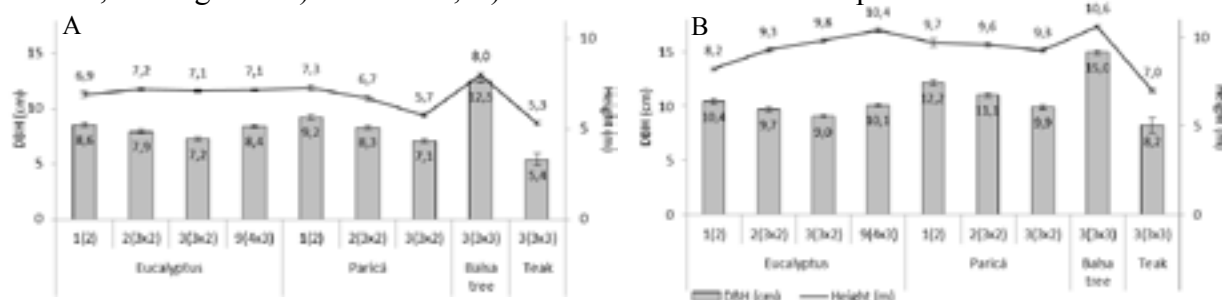 A
B
15
10
5
0
DBH (cm)
6,9 7,2 7,1 7,1 7,3 6,7 5,7 8,0 5,3
8,6 7,9 7,2 8,4 9,2 8,3 7,1 12,5 5,4
10
5
0
Height (m)
1(2) 2(3x2) 3(3x2) 9(4x3) 1(2) 2(3x2) 3(3x2) 3(3x3) 3(3x3)
Eucalyptus Paricá Balsa tree Teak
15
10
5
0
DBH (cm)
8,2 9,3 9,8 10,4 9,7 9,6 9,3 10,6 7,0
10,4 9,7 9,0 10,1 12,2 11,1 9,9 15,0 8,2
10
5
0
Height (m)
1(2) 2(3x2) 3(3x2) 9(4x3) 1(2) 2(3x2) 3(3x2) 3(3x3) 3(3x3)
Eucalyptus Paricá Balsa tree Teak
DBH (cm) Height (m)